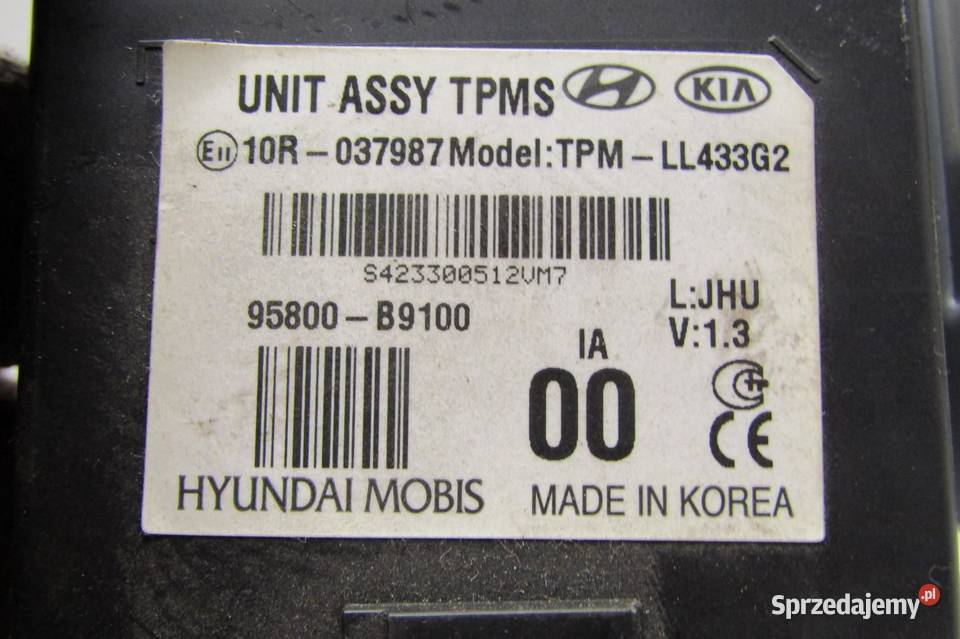 UNIT ASSY TPMS KIA
E11 10R-037987 Model:TPM-LL433G2
S423300512VM7
95800-B9100
L:JHU
V:1.3
IA
00
CE
HYUNDAI MOBIS
MADE IN KOREA
Sprzedajemy.pl